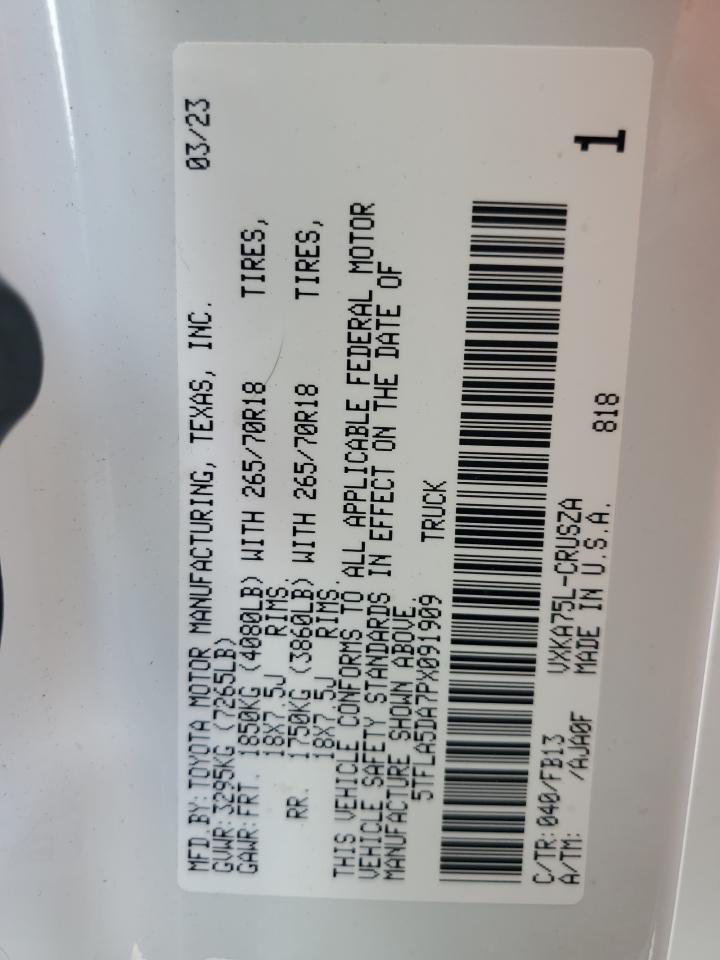 MFD.BY:TOYOTA MOTOR MANUFACTURING, TEXAS, INC. 03/23
GVWR:3295KG (7265LB)
GAWR:FRT. 1850KG (4080LB) WITH 265/70R18 TIRES,
18X7.5J RIMS.
RR. 1750KG (3860LB) WITH 265/70R18 TIRES,
18X7.5J RIMS.
THIS VEHICLE CONFORMS TO ALL APPLICABLE FEDERAL MOTOR
VEHICLE SAFETY STANDARDS IN EFFECT ON THE DATE OF
MANUFACTURE SHOWN ABOVE.
5TFLA5DA7PX091909 TRUCK
C/TR:040/FB13 VXKA75L-CRUSZA
A/TM: /AJA0F MADE IN U.S.A. 818
1